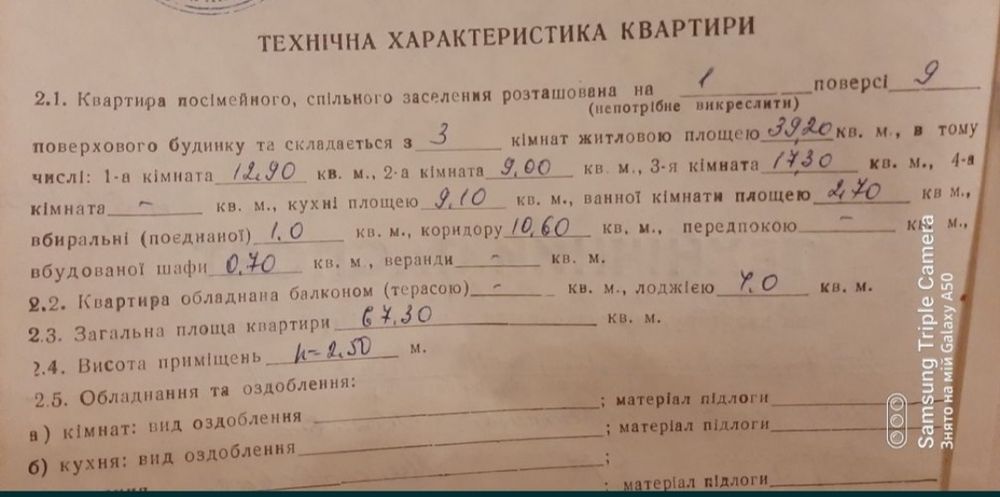 ТЕХНІЧНА ХАРАКТЕРИСТИКА КВАРТИРИ
2.1. Квартира посімейного, спільного заселення розташована на 1 поверсі 9
(непотрібне викреслити)
поверхового будинку та складається з 3 кімнат житловою площею 39,20 кв. м., в тому
числі: 1-а кімната 12.90 кв. м., 2-а кімната 9,00 кв. м., 3-я кімната 17,30 кв. м., 4-а
кімната - кв. м., кухні площею 9,10 кв. м., ванної кімнати площею 2,70 кв м.,
вбиральні (поєднаної) 1.0 кв. м., коридору 10,60 кв. м., передпокою - кв. м.,
вбудованої шафи 0,70 кв. м., веранди - кв. м.
2.2. Квартира обладнана балконом (терасою) - кв. м., лоджією 4.0 кв. м.
2.3. Загальна площа квартири 67.30 кв. м.
2.4. Висота приміщень h=2,50 м.
2.5. Обладнання та оздоблення:
а) кімнат: вид оздоблення ; матеріал підлоги
б) кухня: вид оздоблення ; матеріал підлоги
; матеріал підлоги
Samsung Triple Camera
Знято на мій Galaxy A50